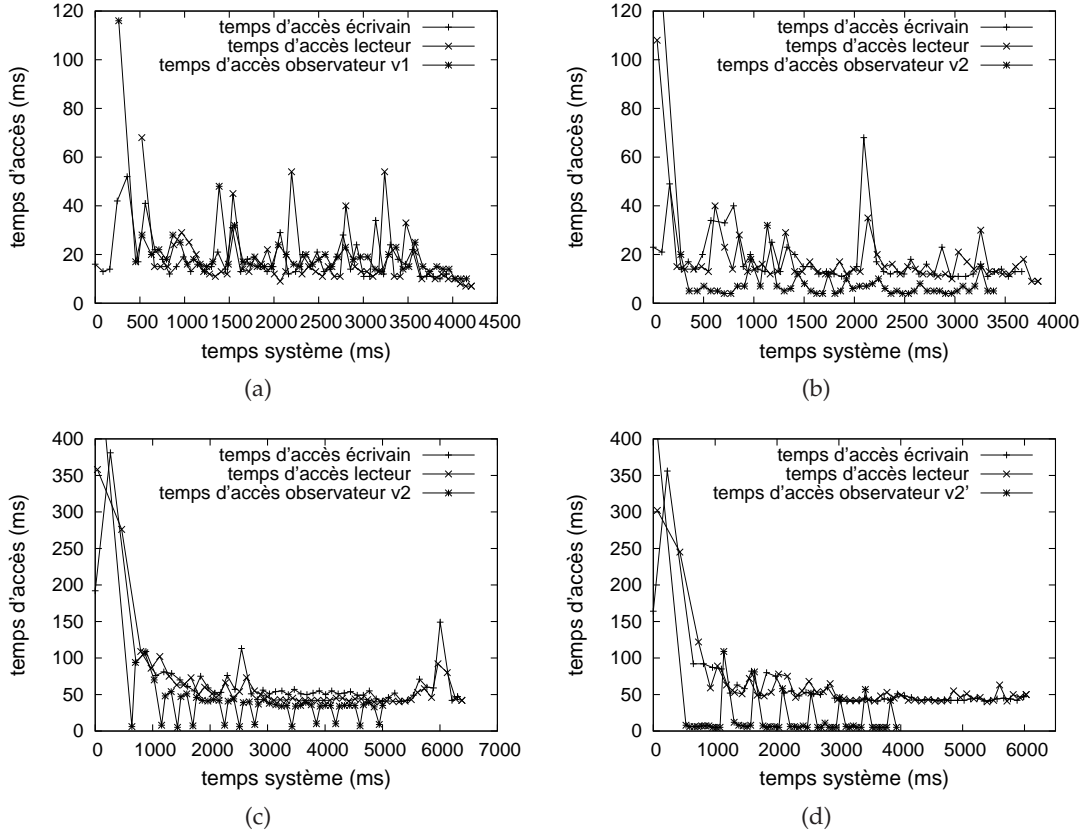 120
100
80
60
40
20
0
temps d'accès (ms)
temps d'accès écrivain
temps d'accès lecteur
temps d'accès observateur v1
0 500 1000 1500 2000 2500 3000 3500 4000 4500
temps système (ms)
(a)
120
100
80
60
40
20
0
temps d'accès (ms)
temps d'accès écrivain
temps d'accès lecteur
temps d'accès observateur v2
0 500 1000 1500 2000 2500 3000 3500 4000
temps système (ms)
(b)
400
350
300
250
200
150
100
50
0
temps d'accès (ms)
temps d'accès écrivain
temps d'accès lecteur
temps d'accès observateur v2
0 1000 2000 3000 4000 5000 6000 7000
temps système (ms)
(c)
400
350
300
250
200
150
100
50
0
temps d'accès (ms)
temps d'accès écrivain
temps d'accès lecteur
temps d'accès observateur v2'
0 1000 2000 3000 4000 5000 6000
temps système (ms)
(d)